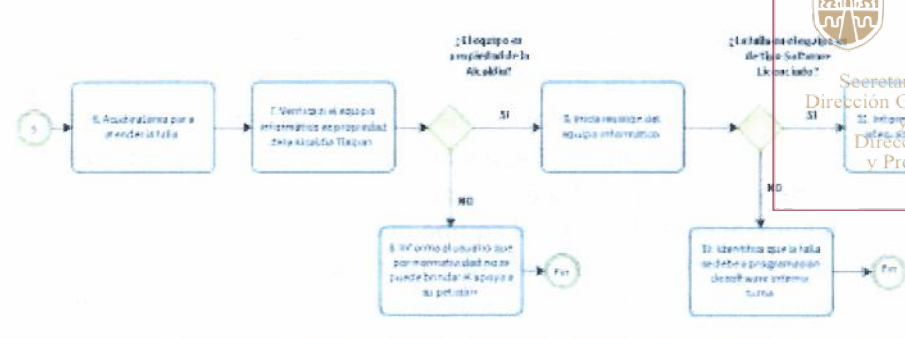 ¿El equipo es
propiedad de la
Alcaldía?
¿La falla en el equipo es
de tipo Software
Licenciado?
Dirección
y Pro
5
6. Acude al área para
atender la falla
7. Verifica si el equipo
informático es propiedad
de la Alcaldía Tlalpan
SI
9. Inicia revisión del
equipo informático
SI
NO
NO
8. Informa al usuario que
por normatividad no se
puede brindar el apoyo a
su petición
Fin
10. Identifica que la falla
se debe a programación
de software interno
turna
Fin